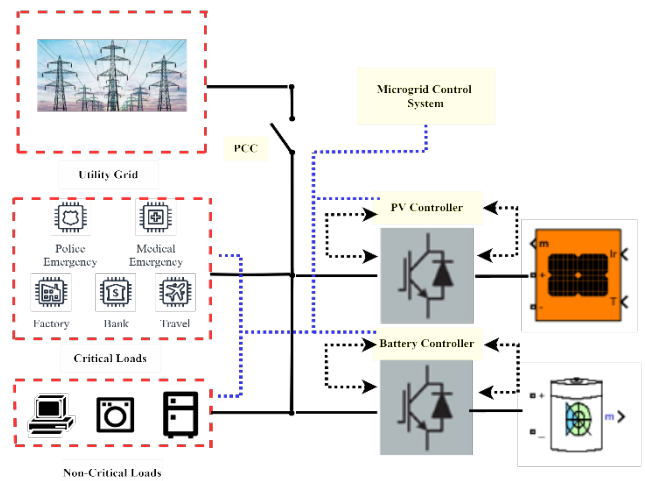 Microgrid Control
System
PCC
Utility Grid
PV Controller
Police
Emergency
Medical
Emergency
m
Ir
+
-
T
Factory
Bank
Travel
Battery Controller
Critical Loads
+
m
-
Non-Critical Loads